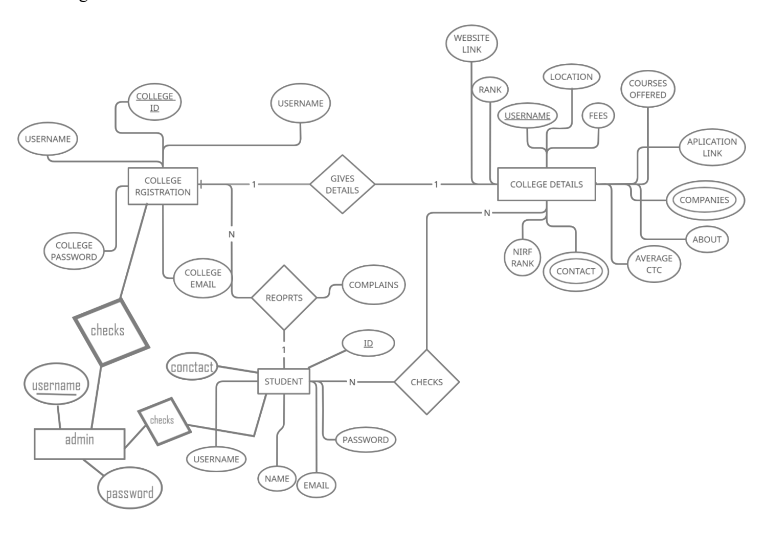 WEBSITE
LINK
LOCATION
RANK
COURSES
OFFERED
COLLEGE
ID
USERNAME
USERNAME
FEES
USERNAME
APLICATION
LINK
COLLEGE
RGISTRATION
1
GIVES
DETAILS
1
COLLEGE DETAILS
COMPANIES
N
N
ABOUT
COLLEGE
PASSWORD
COLLEGE
EMAIL
NIRF
RANK
CONTACT
AVERAGE
CTC
REOPRTS
COMPLAINS
checks
1
ID
conctact
STUDENT
N
CHECKS
username
checks
admin
PASSWORD
USERNAME
NAME
EMAIL
password